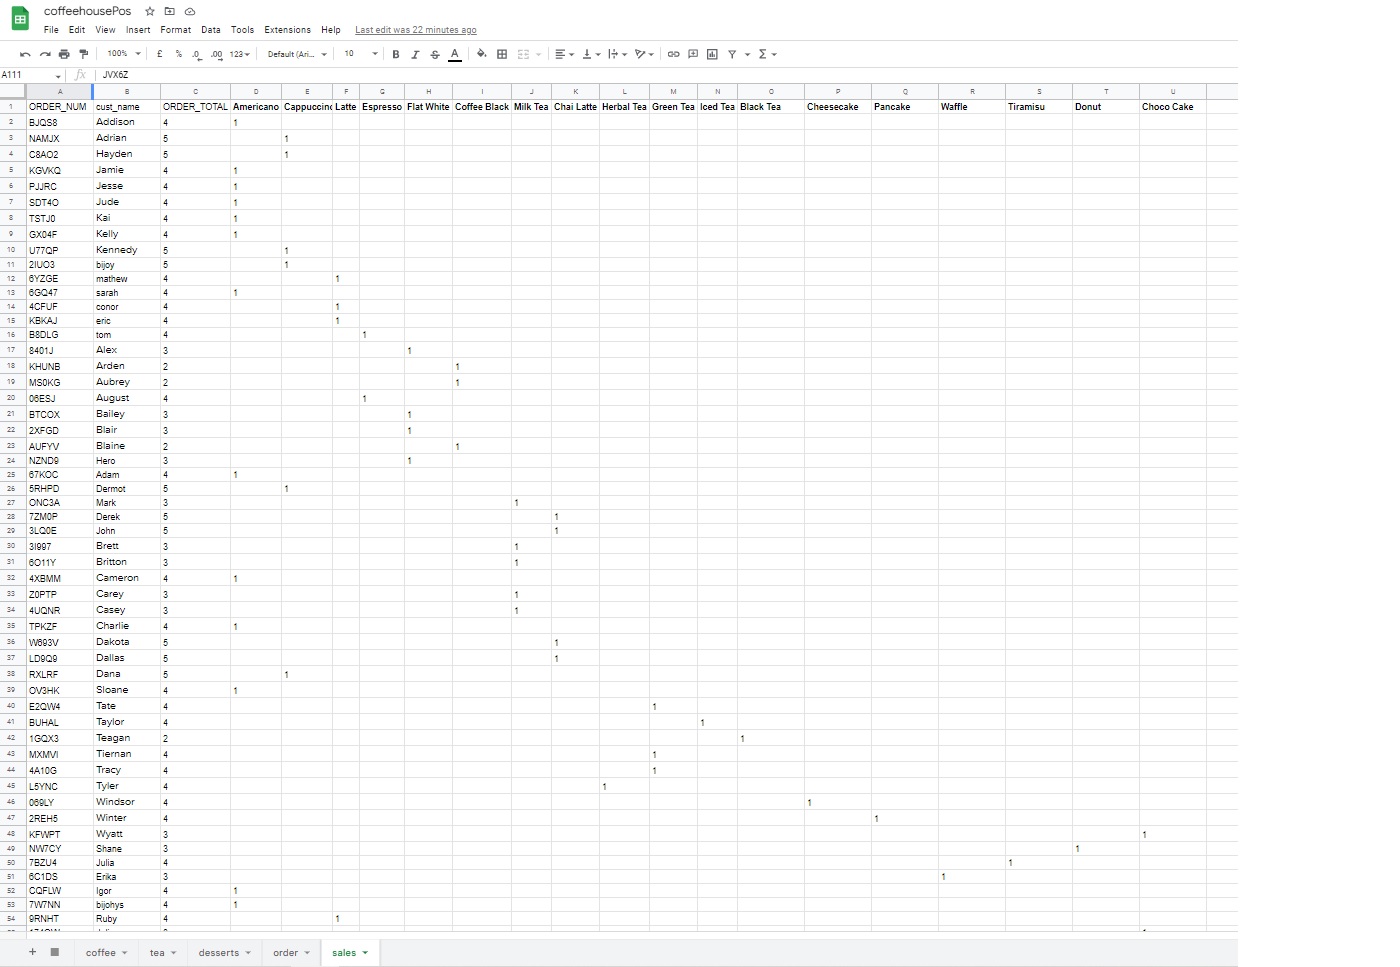 coffeehousePos
File Edit View Insert Format Data Tools Extensions Help Last edit was 22 minutes ago
100% £ % .0 .00 123 Default (Ari... 10 B I S A Σ
A111 fx JVX6Z
A B C D E F G H I J K L M N O P Q R S T U
1 ORDER_NUM cust_name ORDER_TOTAL Americano Cappuccino Latte Espresso Flat White Coffee Black Milk Tea Chai Latte Herbal Tea Green Tea Iced Tea Black Tea Cheesecake Pancake Waffle Tiramisu Donut Choco Cake
2 BJQS8 Addison 4 1
3 NAMJX Adrian 5 1
4 C8AO2 Hayden 5 1
5 KGVKQ Jamie 4 1
6 PJJRC Jesse 4 1
7 SDT4O Jude 4 1
8 TSTJ0 Kai 4 1
9 GX04F Kelly 4 1
10 U77QP Kennedy 5 1
11 2IUO3 bijoy 5 1
12 6YZGE mathew 4 1
13 6GQ47 sarah 4 1
14 4CFUF conor 4 1
15 KBKAJ eric 4 1
16 B8DLG tom 4 1
17 8401J Alex 3 1
18 KHUNB Arden 2 1
19 MS0KG Aubrey 2 1
20 06ESJ August 4 1
21 BTCOX Bailey 3 1
22 2XFGD Blair 3 1
23 AUFYV Blaine 2 1
24 NZND9 Hero 3 1
25 67KOC Adam 4 1
26 5RHPD Dermot 5 1
27 ONC3A Mark 3 1
28 7ZM0P Derek 5 1
29 3LQ0E John 5 1
30 3I997 Brett 3 1
31 6O11Y Britton 3 1
32 4XBMM Cameron 4 1
33 Z0PTP Carey 3 1
34 4UQNR Casey 3 1
35 TPKZF Charlie 4 1
36 W693V Dakota 5 1
37 LD9Q9 Dallas 5 1
38 RXLRF Dana 5 1
39 OV3HK Sloane 4 1
40 E2QW4 Tate 4 1
41 BUHAL Taylor 4 1
42 1GQX3 Teagan 2 1
43 MXMVI Tiernan 4 1
44 4A10G Tracy 4 1
45 L5YNC Tyler 4 1
46 069LY Windsor 4 1
47 2REH5 Winter 4 1
48 KFWPT Wyatt 3 1
49 NW7CY Shane 3 1
50 7BZU4 Julia 4 1
51 6C1DS Erika 3 1
52 CQFLW Igor 4 1
53 7W7NN bijohys 4 1
54 9RNHT Ruby 4 1
+ coffee tea desserts order sales